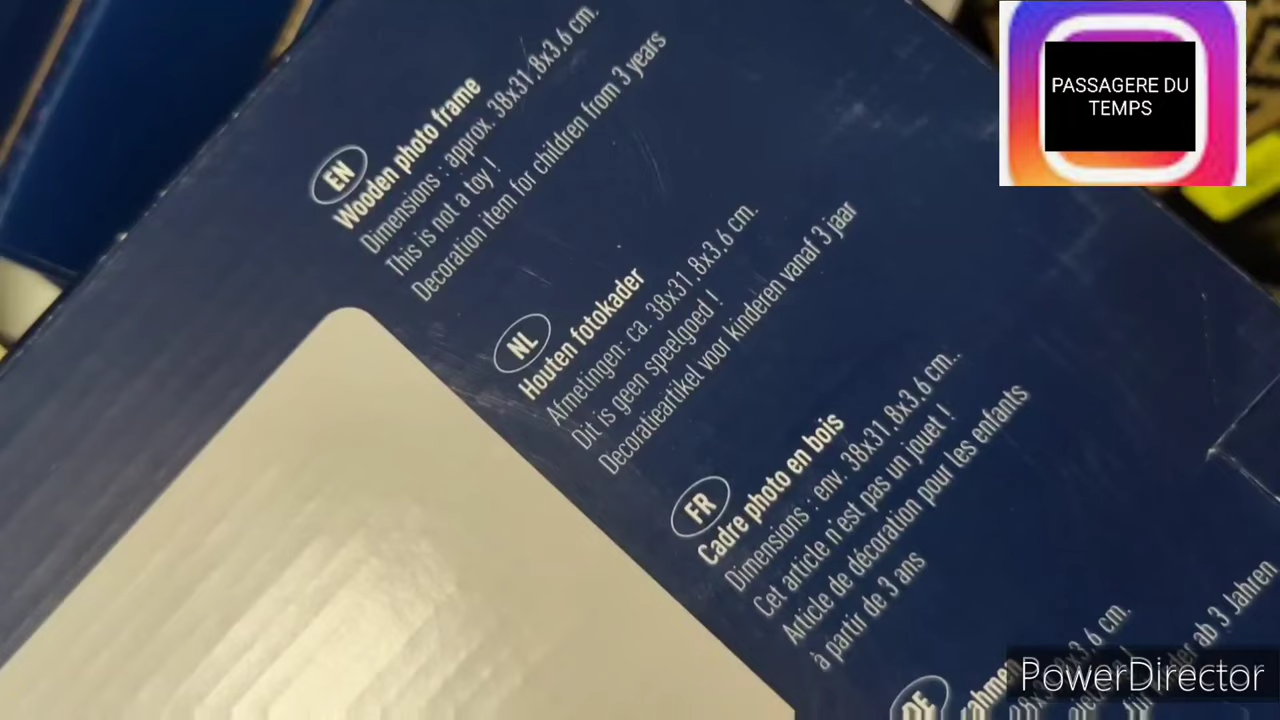 PASSAGERE DU
TEMPS
EN
Wooden photo frame
Dimensions : approx. 38x31,8x3,6 cm.
This is not a toy !
Decoration item for children from 3 years
NL
Houten fotokader
Afmetingen: ca. 38x31,8x3,6 cm.
Dit is geen speelgoed !
Decoratieartikel voor kinderen vanaf 3 jaar
FR
Cadre photo en bois
Dimensions : env. 38x31,8x3,6 cm..
Cet article n'est pas un jouet !
Article de décoration pour les enfants
à partir de 3 ans
DE
3,6 cm.
ab 3 Jahren
PowerDirector